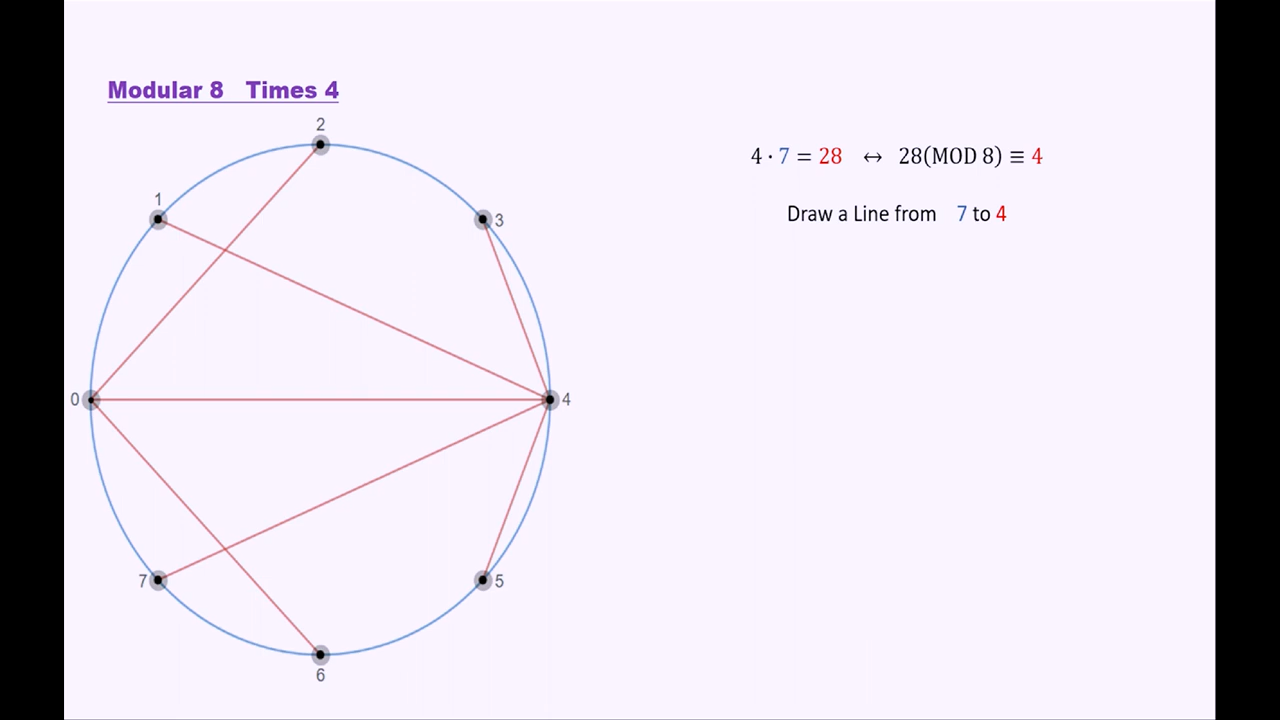 Modular 8 Times 4
2
4 · 7 = 28 ↔ 28(MOD 8) ≡ 4
1
3
Draw a Line from 7 to 4
0
4
7
5
6